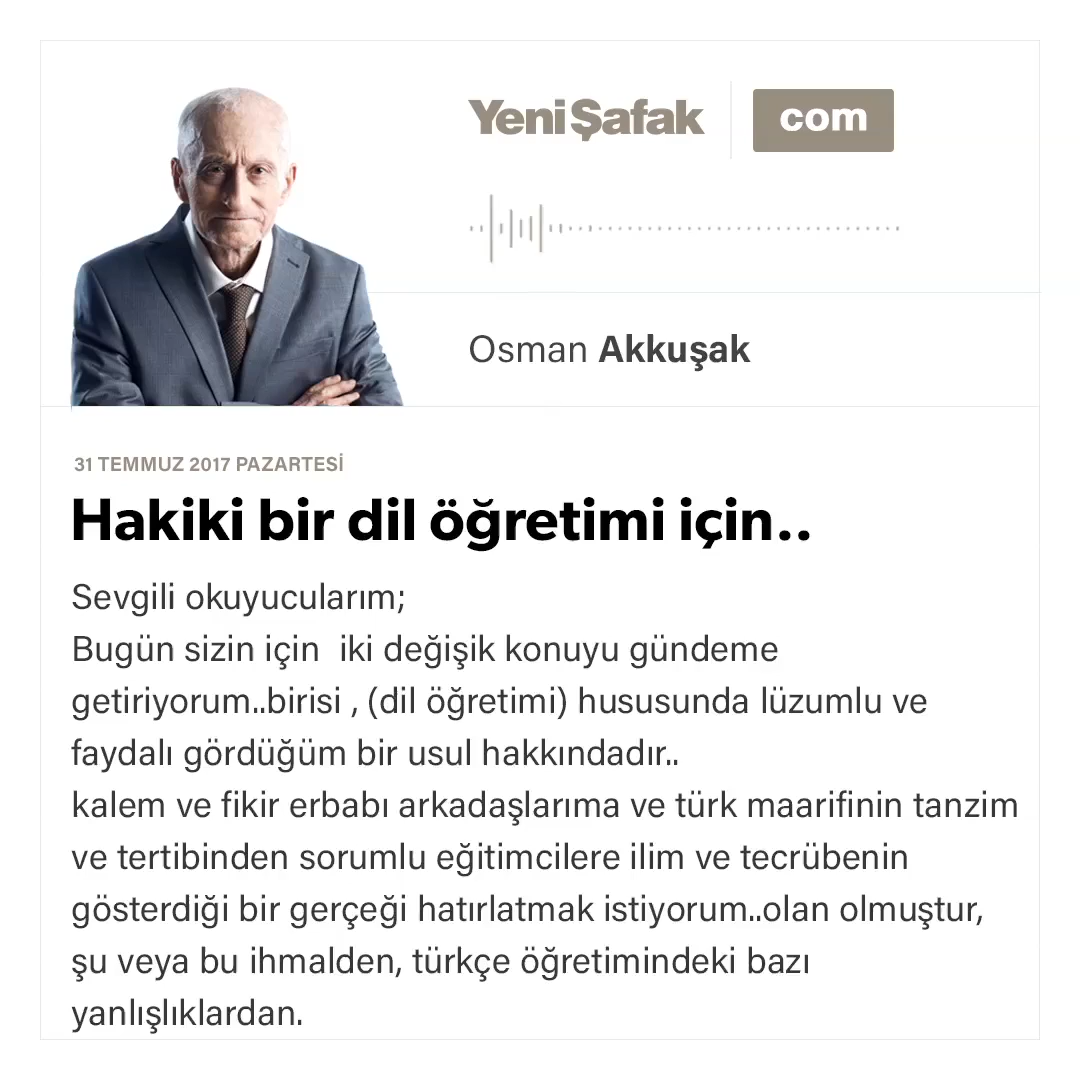 YeniŞafak
com
Osman Akkuşak
31 TEMMUZ 2017 PAZARTESİ
Hakiki bir dil öğretimi için..
Sevgili okuyucularım;
Bugün sizin için  iki değişik konuyu gündeme
getiriyorum..birisi , (dil öğretimi) hususunda lüzumlu ve
faydalı gördüğüm bir usul hakkındadır..
kalem ve fikir erbabı arkadaşlarıma ve türk maarifinin tanzim
ve tertibinden sorumlu eğitimcilere ilim ve tecrübenin
gösterdiği bir gerçeği hatırlatmak istiyorum..olan olmuştur,
şu veya bu ihmalden, türkçe öğretimindeki bazı
yanlışlıklardan.